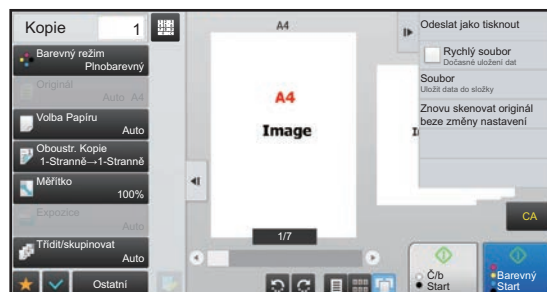 Kopie 1
Barevný režim
Plnobarevný
Originál
Auto A4
Volba Papíru
Auto
Oboustr. Kopie
1-Stranně→1-Stranně
Měřítko
100%
Expozice
Auto
Třídit/skupinovat
Auto
Ostatní
A4
A4
Image
1/7
Odeslat jako tisknout
Rychlý soubor
Dočasné uložení dat
Soubor
Uložit data do složky
Znovu skenovat originál
beze změny nastavení
CA
Č/b
Start
Barevný
Start